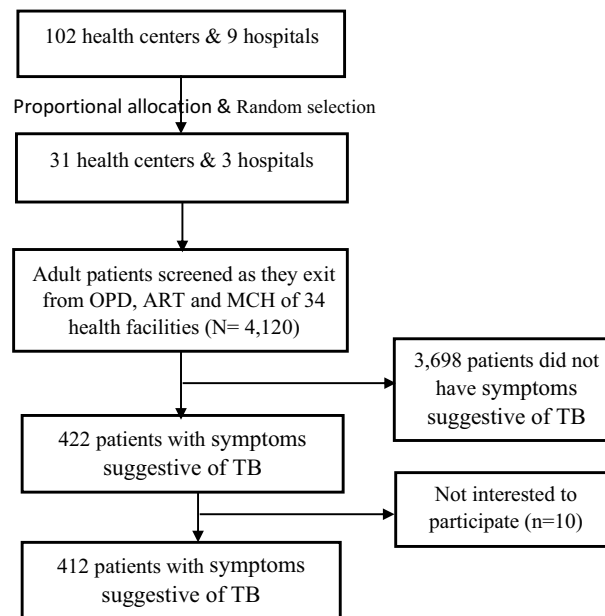 102 health centers & 9 hospitals
Proportional allocation & Random selection
31 health centers & 3 hospitals
Adult patients screened as they exit
from OPD, ART and MCH of 34
health facilities (N= 4,120)
3,698 patients did not
have symptoms
suggestive of TB
422 patients with symptoms
suggestive of TB
Not interested to
participate (n=10)
412 patients with symptoms
suggestive of TB